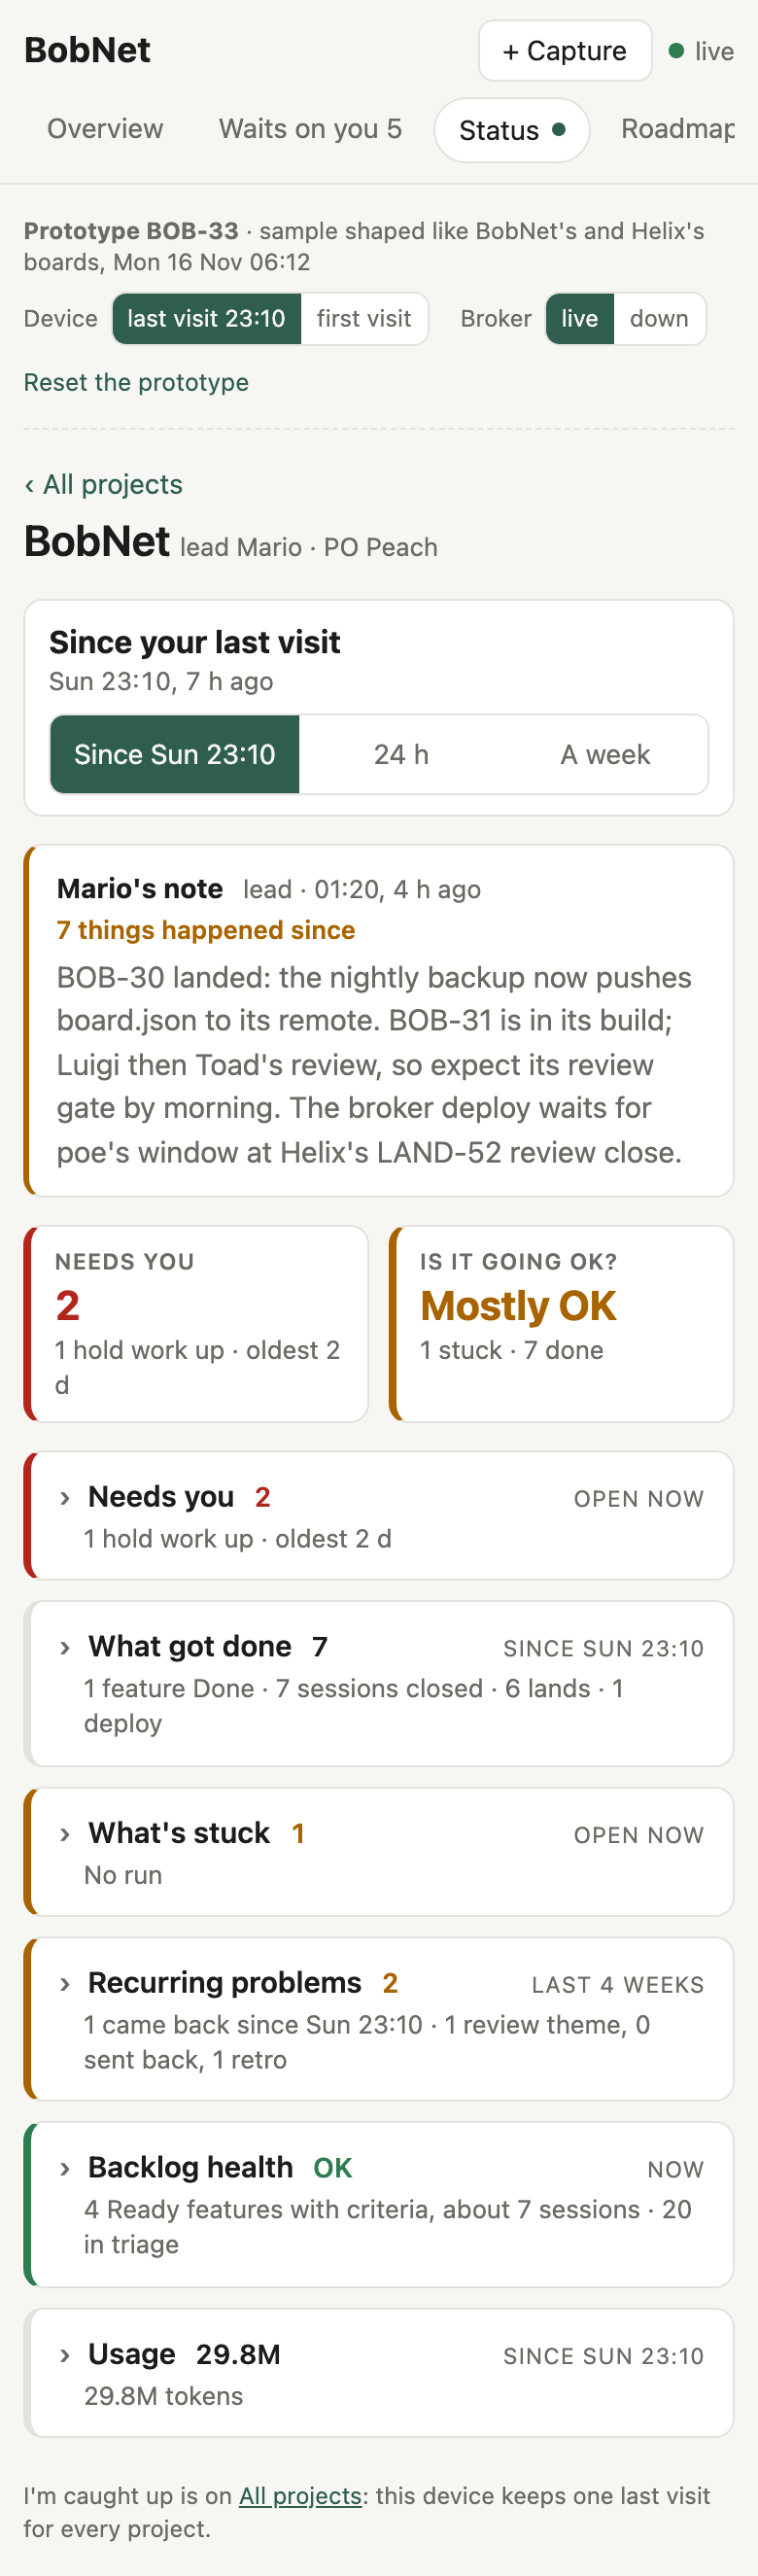 BobNet
+ Capture
live
Overview
Waits on you 5
Status
Roadmap
Prototype BOB-33 · sample shaped like BobNet's and Helix's
boards, Mon 16 Nov 06:12
Device
last visit 23:10
first visit
Broker
live
down
Reset the prototype
‹ All projects
BobNet lead Mario · PO Peach
Since your last visit
Sun 23:10, 7 h ago
Since Sun 23:10
24 h
A week
Mario's note lead · 01:20, 4 h ago
7 things happened since
BOB-30 landed: the nightly backup now pushes
board.json to its remote. BOB-31 is in its build;
Luigi then Toad's review, so expect its review
gate by morning. The broker deploy waits for
poe's window at Helix's LAND-52 review close.
NEEDS YOU
2
1 hold work up · oldest 2
d
IS IT GOING OK?
Mostly OK
1 stuck · 7 done
› Needs you 2 OPEN NOW
1 hold work up · oldest 2 d
› What got done 7 SINCE SUN 23:10
1 feature Done · 7 sessions closed · 6 lands · 1
deploy
› What's stuck 1 OPEN NOW
No run
› Recurring problems 2 LAST 4 WEEKS
1 came back since Sun 23:10 · 1 review theme, 0
sent back, 1 retro
› Backlog health OK NOW
4 Ready features with criteria, about 7 sessions · 20
in triage
› Usage 29.8M SINCE SUN 23:10
29.8M tokens
I'm caught up is on All projects: this device keeps one last visit
for every project.